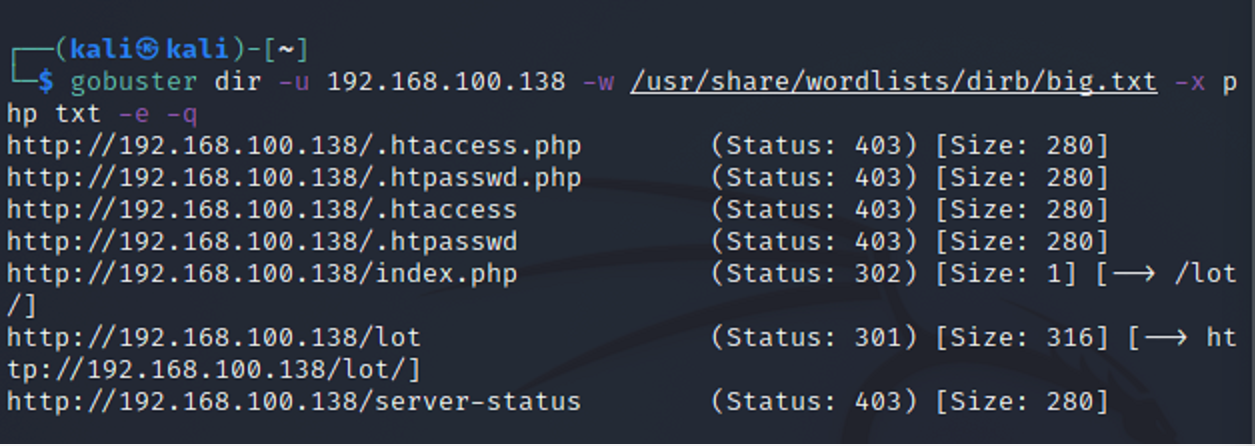 ┌──(kali㉿kali)-[~]
└─$ gobuster dir -u 192.168.100.138 -w /usr/share/wordlists/dirb/big.txt -x p
hp txt -e -q
http://192.168.100.138/.htaccess.php        (Status: 403) [Size: 280]
http://192.168.100.138/.htpasswd.php        (Status: 403) [Size: 280]
http://192.168.100.138/.htaccess            (Status: 403) [Size: 280]
http://192.168.100.138/.htpasswd            (Status: 403) [Size: 280]
http://192.168.100.138/index.php            (Status: 302) [Size: 1] [--> /lot
/]
http://192.168.100.138/lot                  (Status: 301) [Size: 316] [--> ht
tp://192.168.100.138/lot/]
http://192.168.100.138/server-status        (Status: 403) [Size: 280]